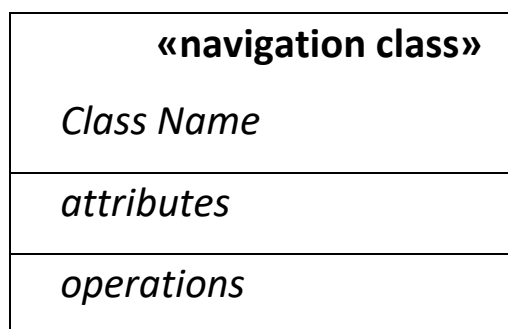 «navigation class»
Class Name
attributes
operations